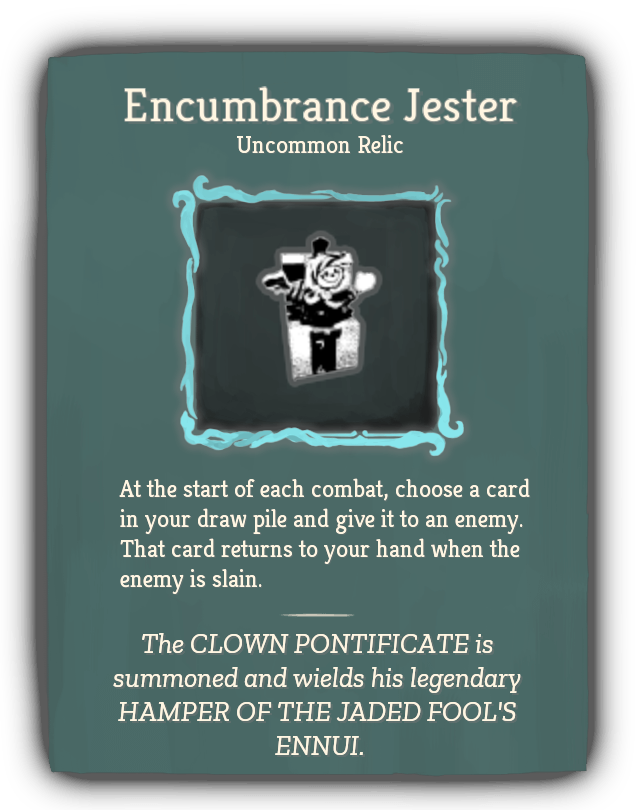 Encumbrance Jester
Uncommon Relic
At the start of each combat, choose a card
in your draw pile and give it to an enemy.
That card returns to your hand when the
enemy is slain.
The CLOWN PONTIFICATE is
summoned and wields his legendary
HAMPER OF THE JADED FOOL'S
ENNUI.